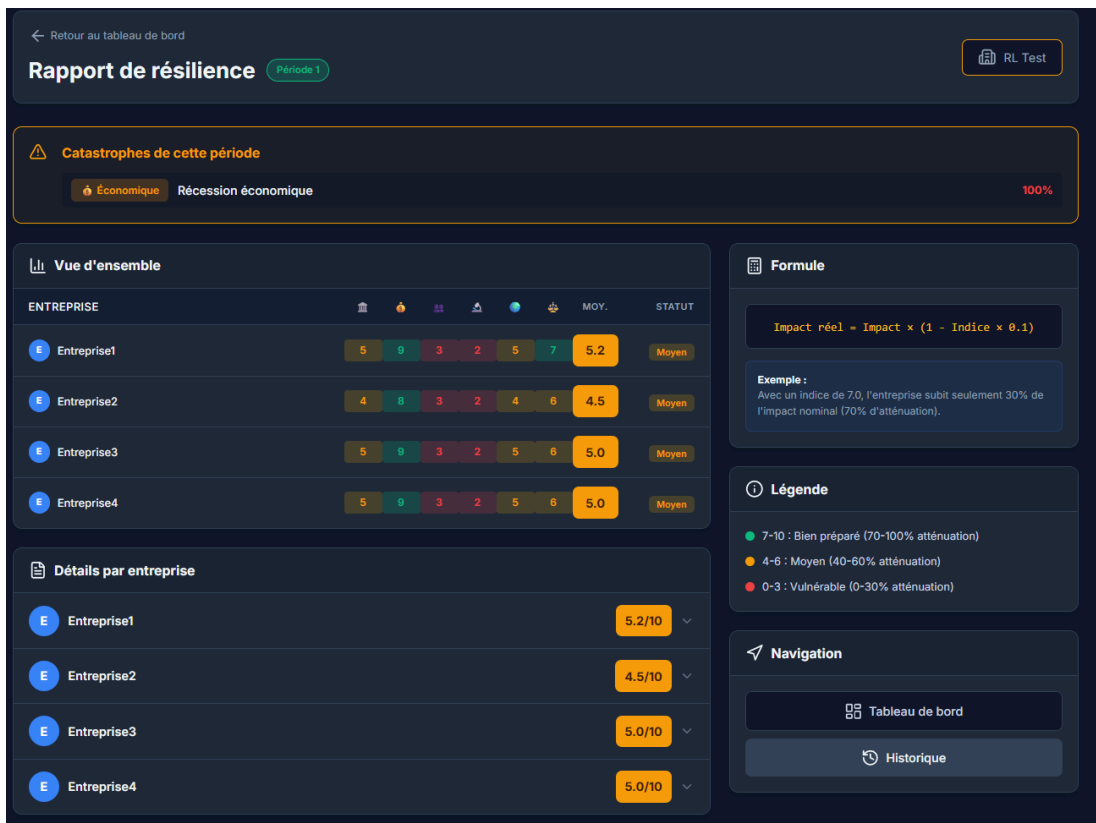 Retour au tableau de bord
Rapport de résilience Période 1
RL Test
Catastrophes de cette période
Économique Récession économique 100%
Vue d'ensemble
ENTREPRISE MOY. STATUT
E Entreprise1 5 9 3 2 5 7 5.2 Moyen
E Entreprise2 4 8 3 2 4 6 4.5 Moyen
E Entreprise3 5 9 3 2 5 6 5.0 Moyen
E Entreprise4 5 9 3 2 5 6 5.0 Moyen
Détails par entreprise
E Entreprise1 5.2/10
E Entreprise2 4.5/10
E Entreprise3 5.0/10
E Entreprise4 5.0/10
Formule
Impact réel = Impact × (1 - Indice × 0.1)
Exemple :
Avec un indice de 7.0, l'entreprise subit seulement 30% de
l'impact nominal (70% d'atténuation).
Légende
7-10 : Bien préparé (70-100% atténuation)
4-6 : Moyen (40-60% atténuation)
0-3 : Vulnérable (0-30% atténuation)
Navigation
Tableau de bord
Historique